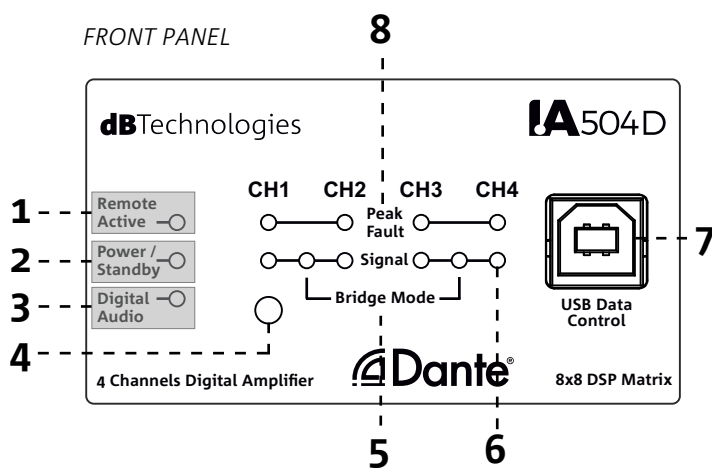 FRONT PANEL
8
dBTechnologies
IA504D
CH1 CH2 CH3 CH4
1
Remote
Active
Peak
Fault
2
Power /
Standby
Signal
7
3
Digital
Audio
Bridge Mode
USB Data
Control
4
4 Channels Digital Amplifier
Dante®
8x8 DSP Matrix
5
6